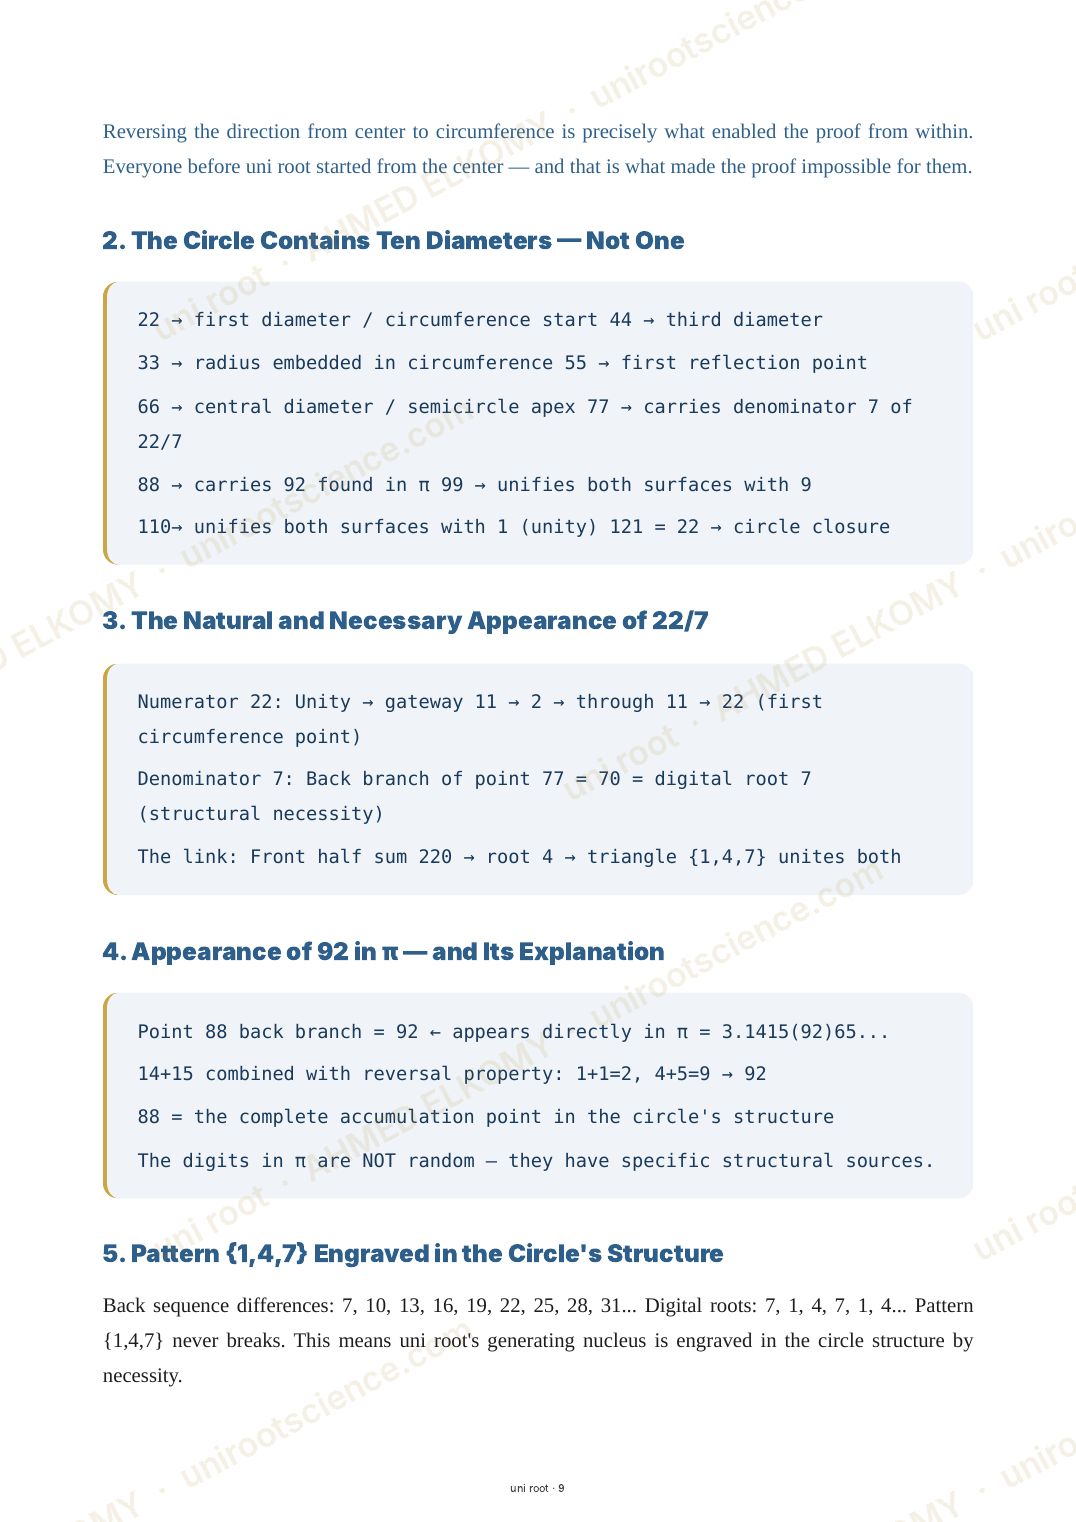 Reversing the direction from center to circumference is precisely what enabled the proof from within.
Everyone before uni root started from the center — and that is what made the proof impossible for them.
2. The Circle Contains Ten Diameters — Not One
22 → first diameter / circumference start 44 → third diameter
33 → radius embedded in circumference 55 → first reflection point
66 → central diameter / semicircle apex 77 → carries denominator 7 of
22/7
88 → carries 92 found in π 99 → unifies both surfaces with 9
110→ unifies both surfaces with 1 (unity) 121 = 22 → circle closure
3. The Natural and Necessary Appearance of 22/7
Numerator 22: Unity → gateway 11 → 2 → through 11 → 22 (first
circumference point)
Denominator 7: Back branch of point 77 = 70 = digital root 7
(structural necessity)
The link: Front half sum 220 → root 4 → triangle {1,4,7} unites both
4. Appearance of 92 in π — and Its Explanation
Point 88 back branch = 92 ← appears directly in π = 3.1415(92)65...
14+15 combined with reversal property: 1+1=2, 4+5=9 → 92
88 = the complete accumulation point in the circle's structure
The digits in π are NOT random — they have specific structural sources.
5. Pattern {1,4,7} Engraved in the Circle's Structure
Back sequence differences: 7, 10, 13, 16, 19, 22, 25, 28, 31... Digital roots: 7, 1, 4, 7, 1, 4... Pattern
{1,4,7} never breaks. This means uni root's generating nucleus is engraved in the circle structure by
necessity.
uni root · 9
uni root · AHMED ELKOMY · unirootscience.com